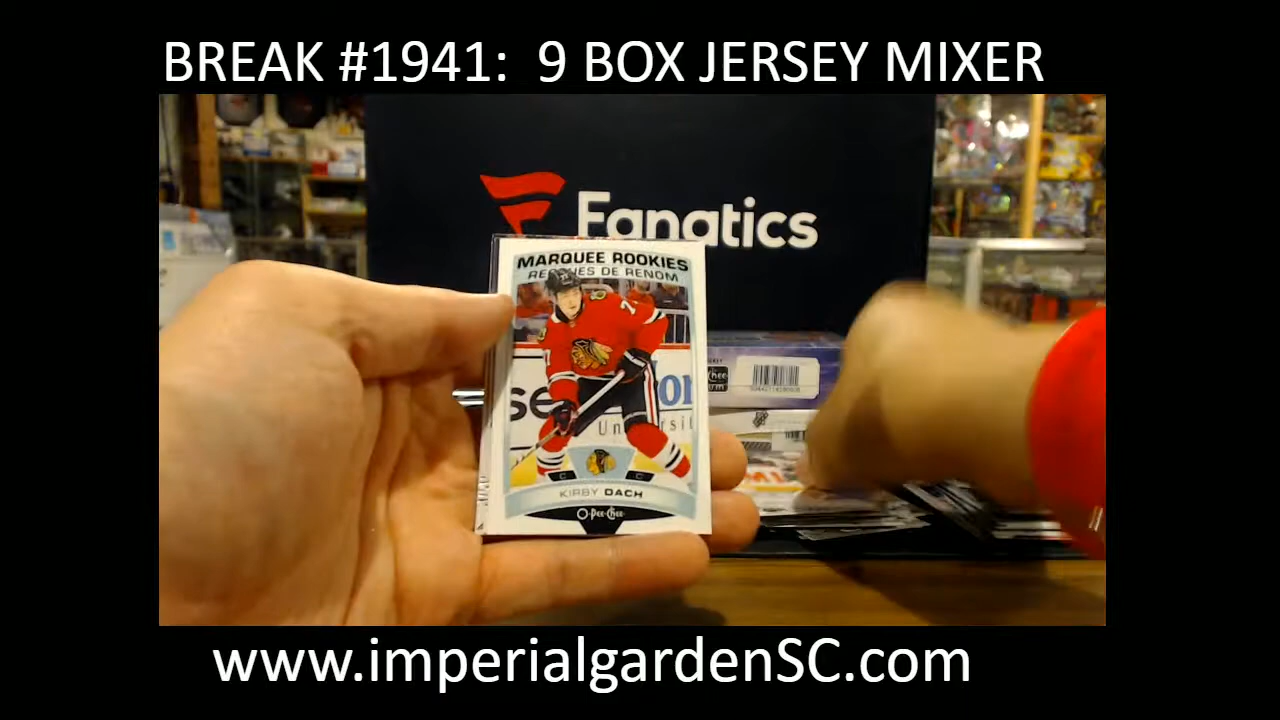 BREAK #1941:  9 BOX JERSEY MIXER
Fanatics
MARQUEE ROOKIES
RECRUES DE RENOM
KIRBY DACH
C C
O-Pee-Chee
www.imperialgardenSC.com